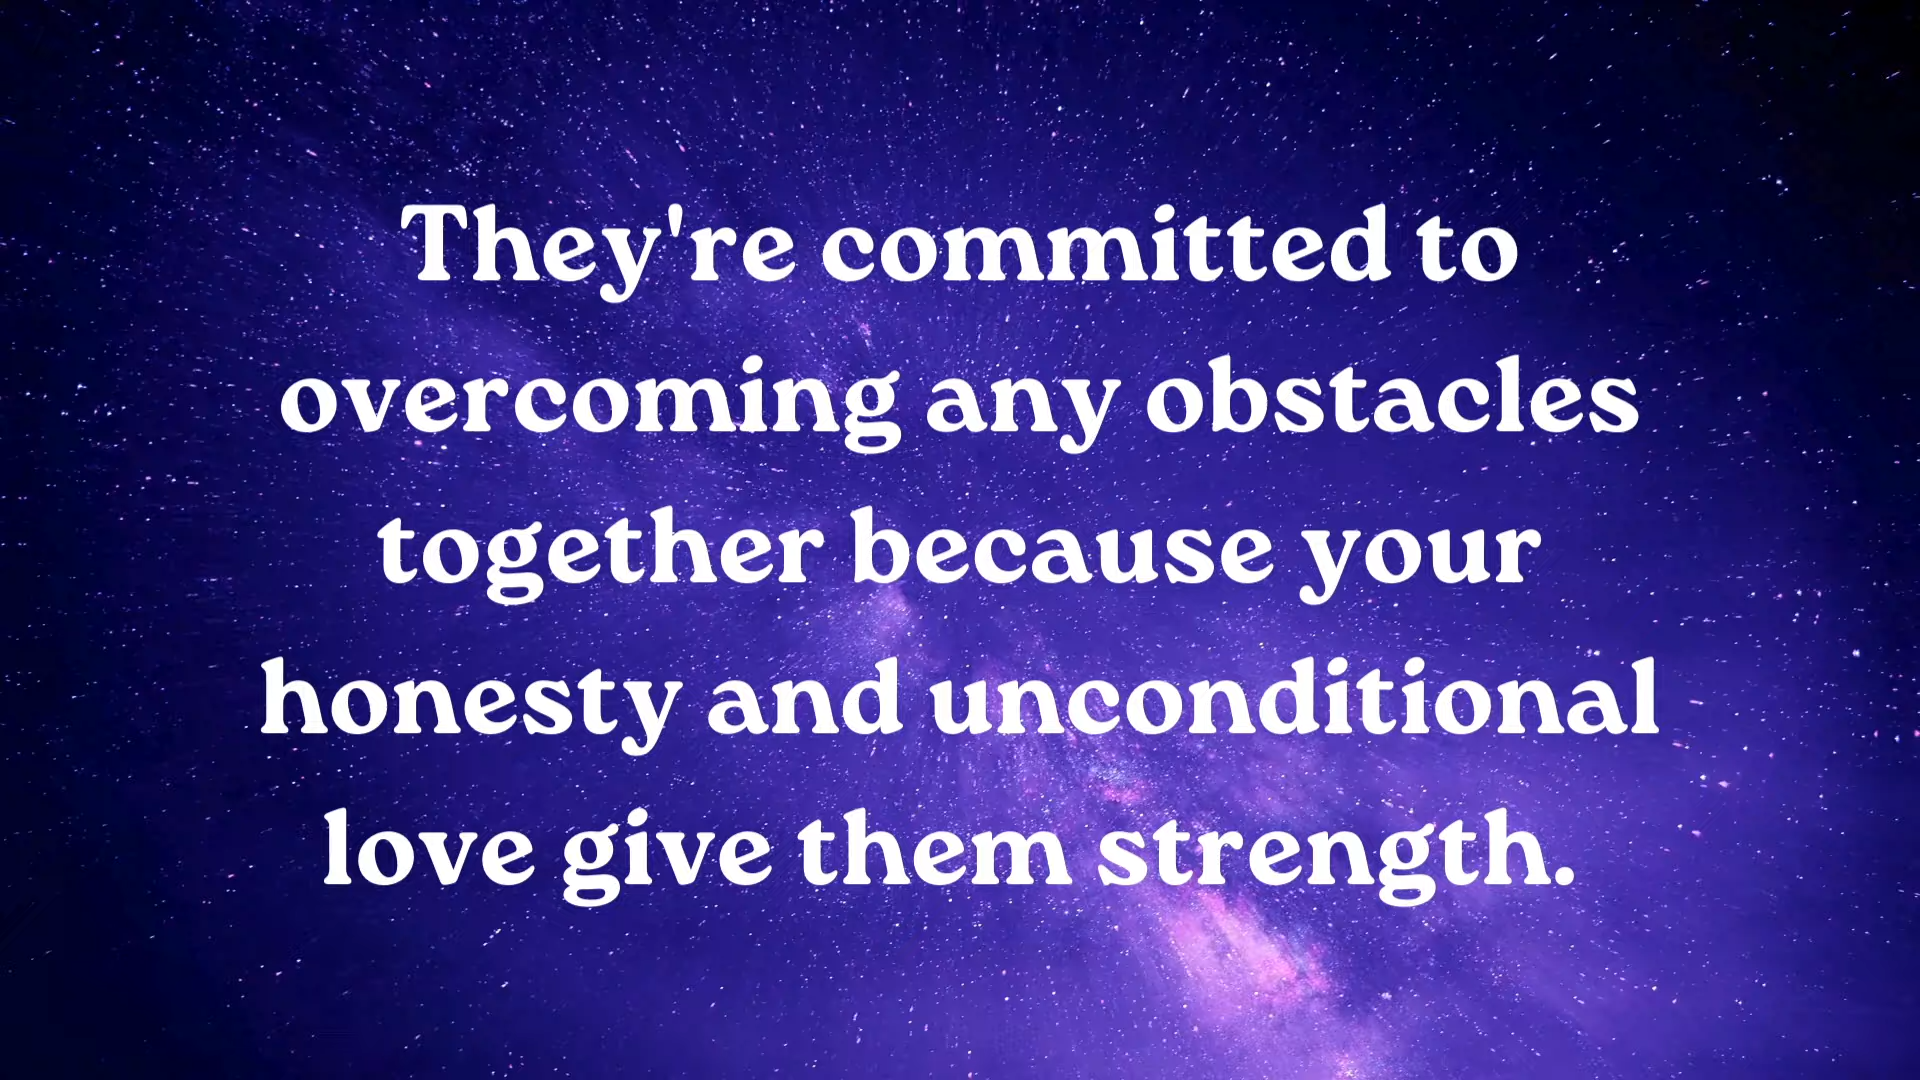 They're committed to
overcoming any obstacles
together because your
honesty and unconditional
love give them strength.